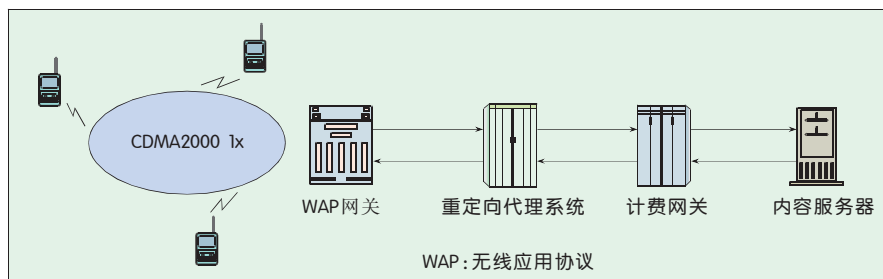 CDMA2000 1x
WAP网关
重定向代理系统
计费网关
内容服务器
WAP:无线应用协议